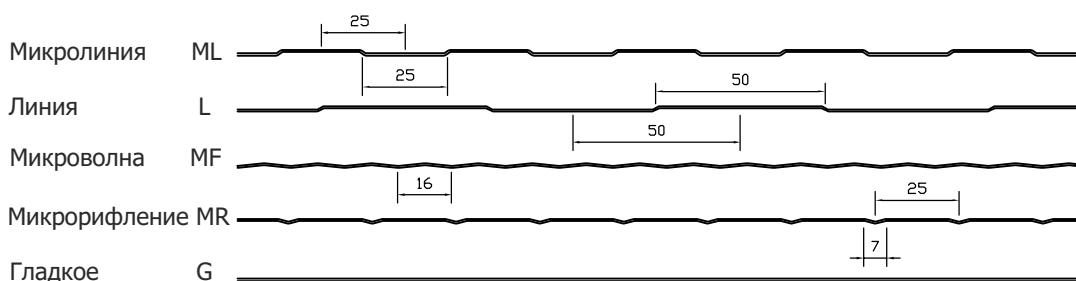 25
Микролиния ML
25
50
Линия L
50
Микроволна MF
16
25
Микрорифление MR
7
Гладкое G